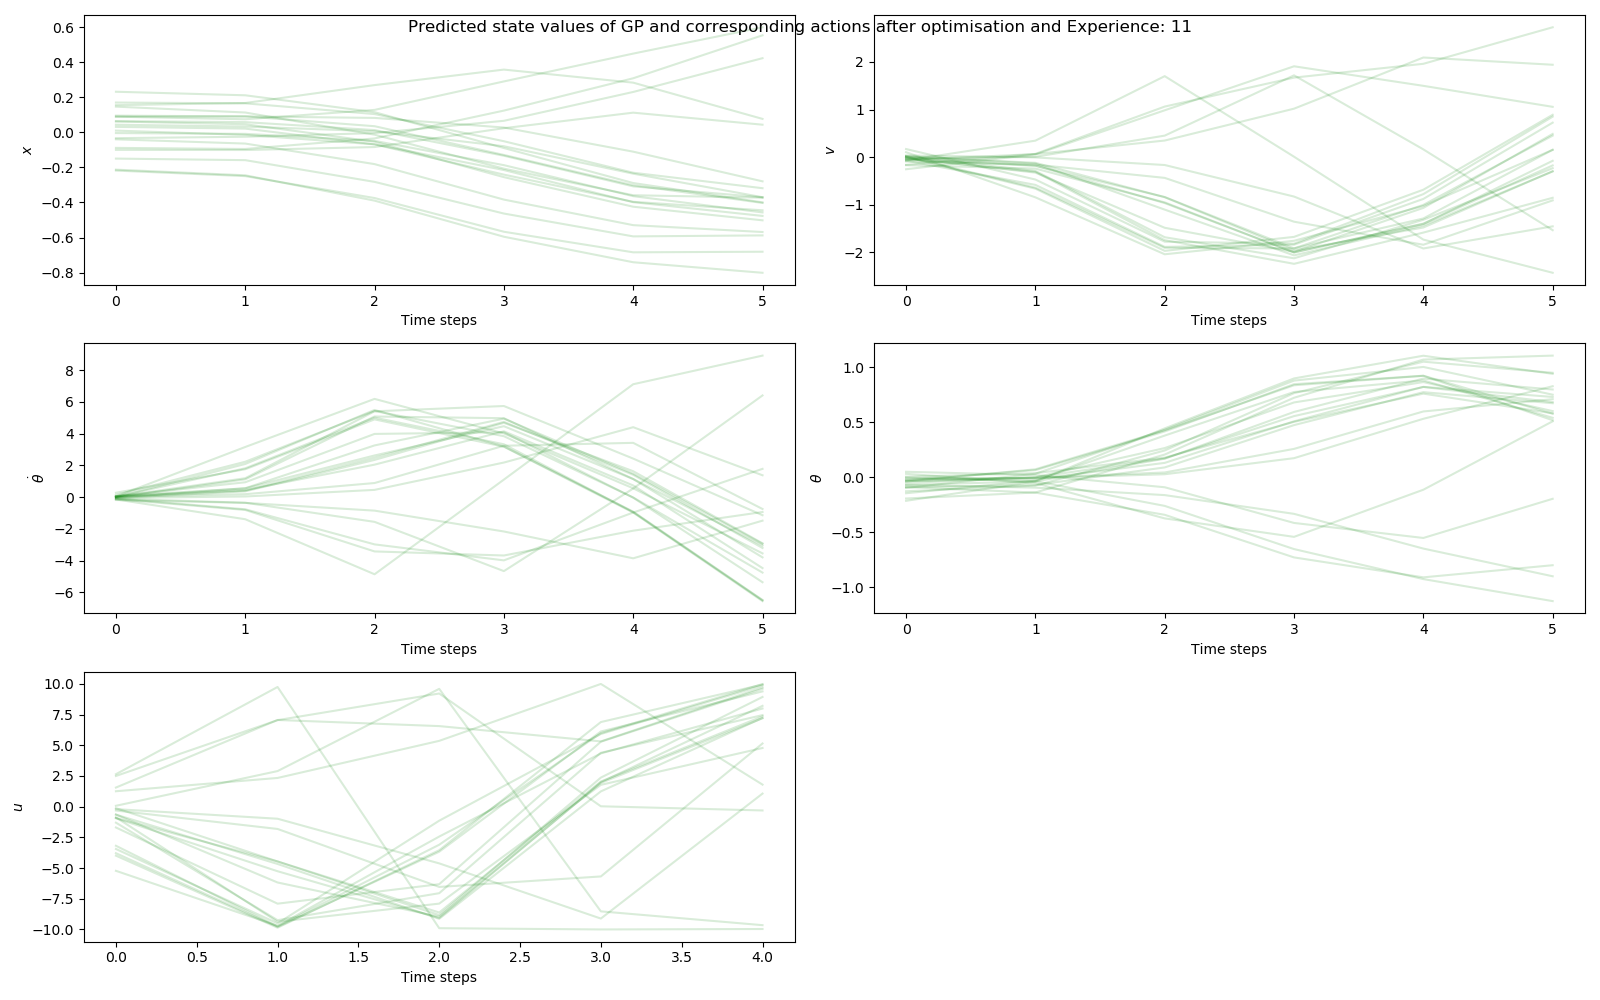 Predicted state values of GP and corresponding actions after optimisation and Experience: 11
0.6
0.4
0.2
0.0
−0.2
−0.4
−0.6
−0.8
x
0 1 2 3 4 5
Time steps
2
1
0
−1
−2
v
0 1 2 3 4 5
Time steps
8
6
4
2
0
−2
−4
−6
θ̇
0 1 2 3 4 5
Time steps
1.0
0.5
0.0
−0.5
−1.0
θ
0 1 2 3 4 5
Time steps
10.0
7.5
5.0
2.5
0.0
−2.5
−5.0
−7.5
−10.0
u
0.0 0.5 1.0 1.5 2.0 2.5 3.0 3.5 4.0
Time steps